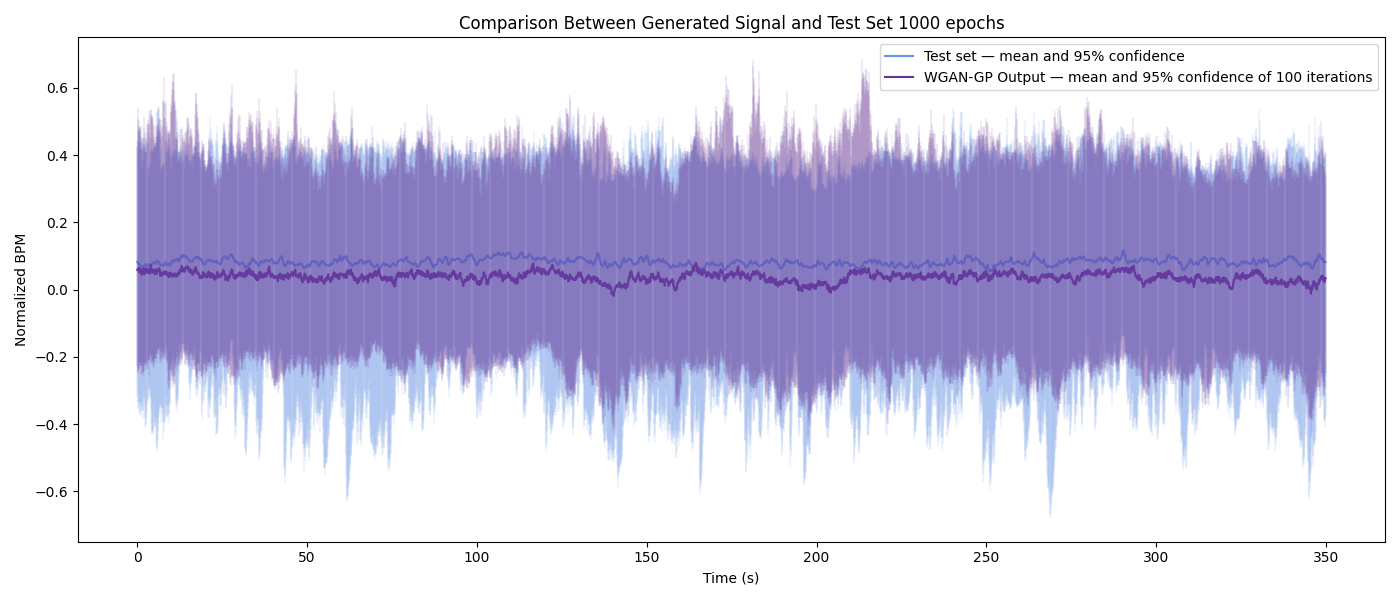 Comparison Between Generated Signal and Test Set 1000 epochs
Test set — mean and 95% confidence
WGAN-GP Output — mean and 95% confidence of 100 iterations
Normalized BPM
0.6
0.4
0.2
0.0
−0.2
−0.4
−0.6
0 50 100 150 200 250 300 350
Time (s)